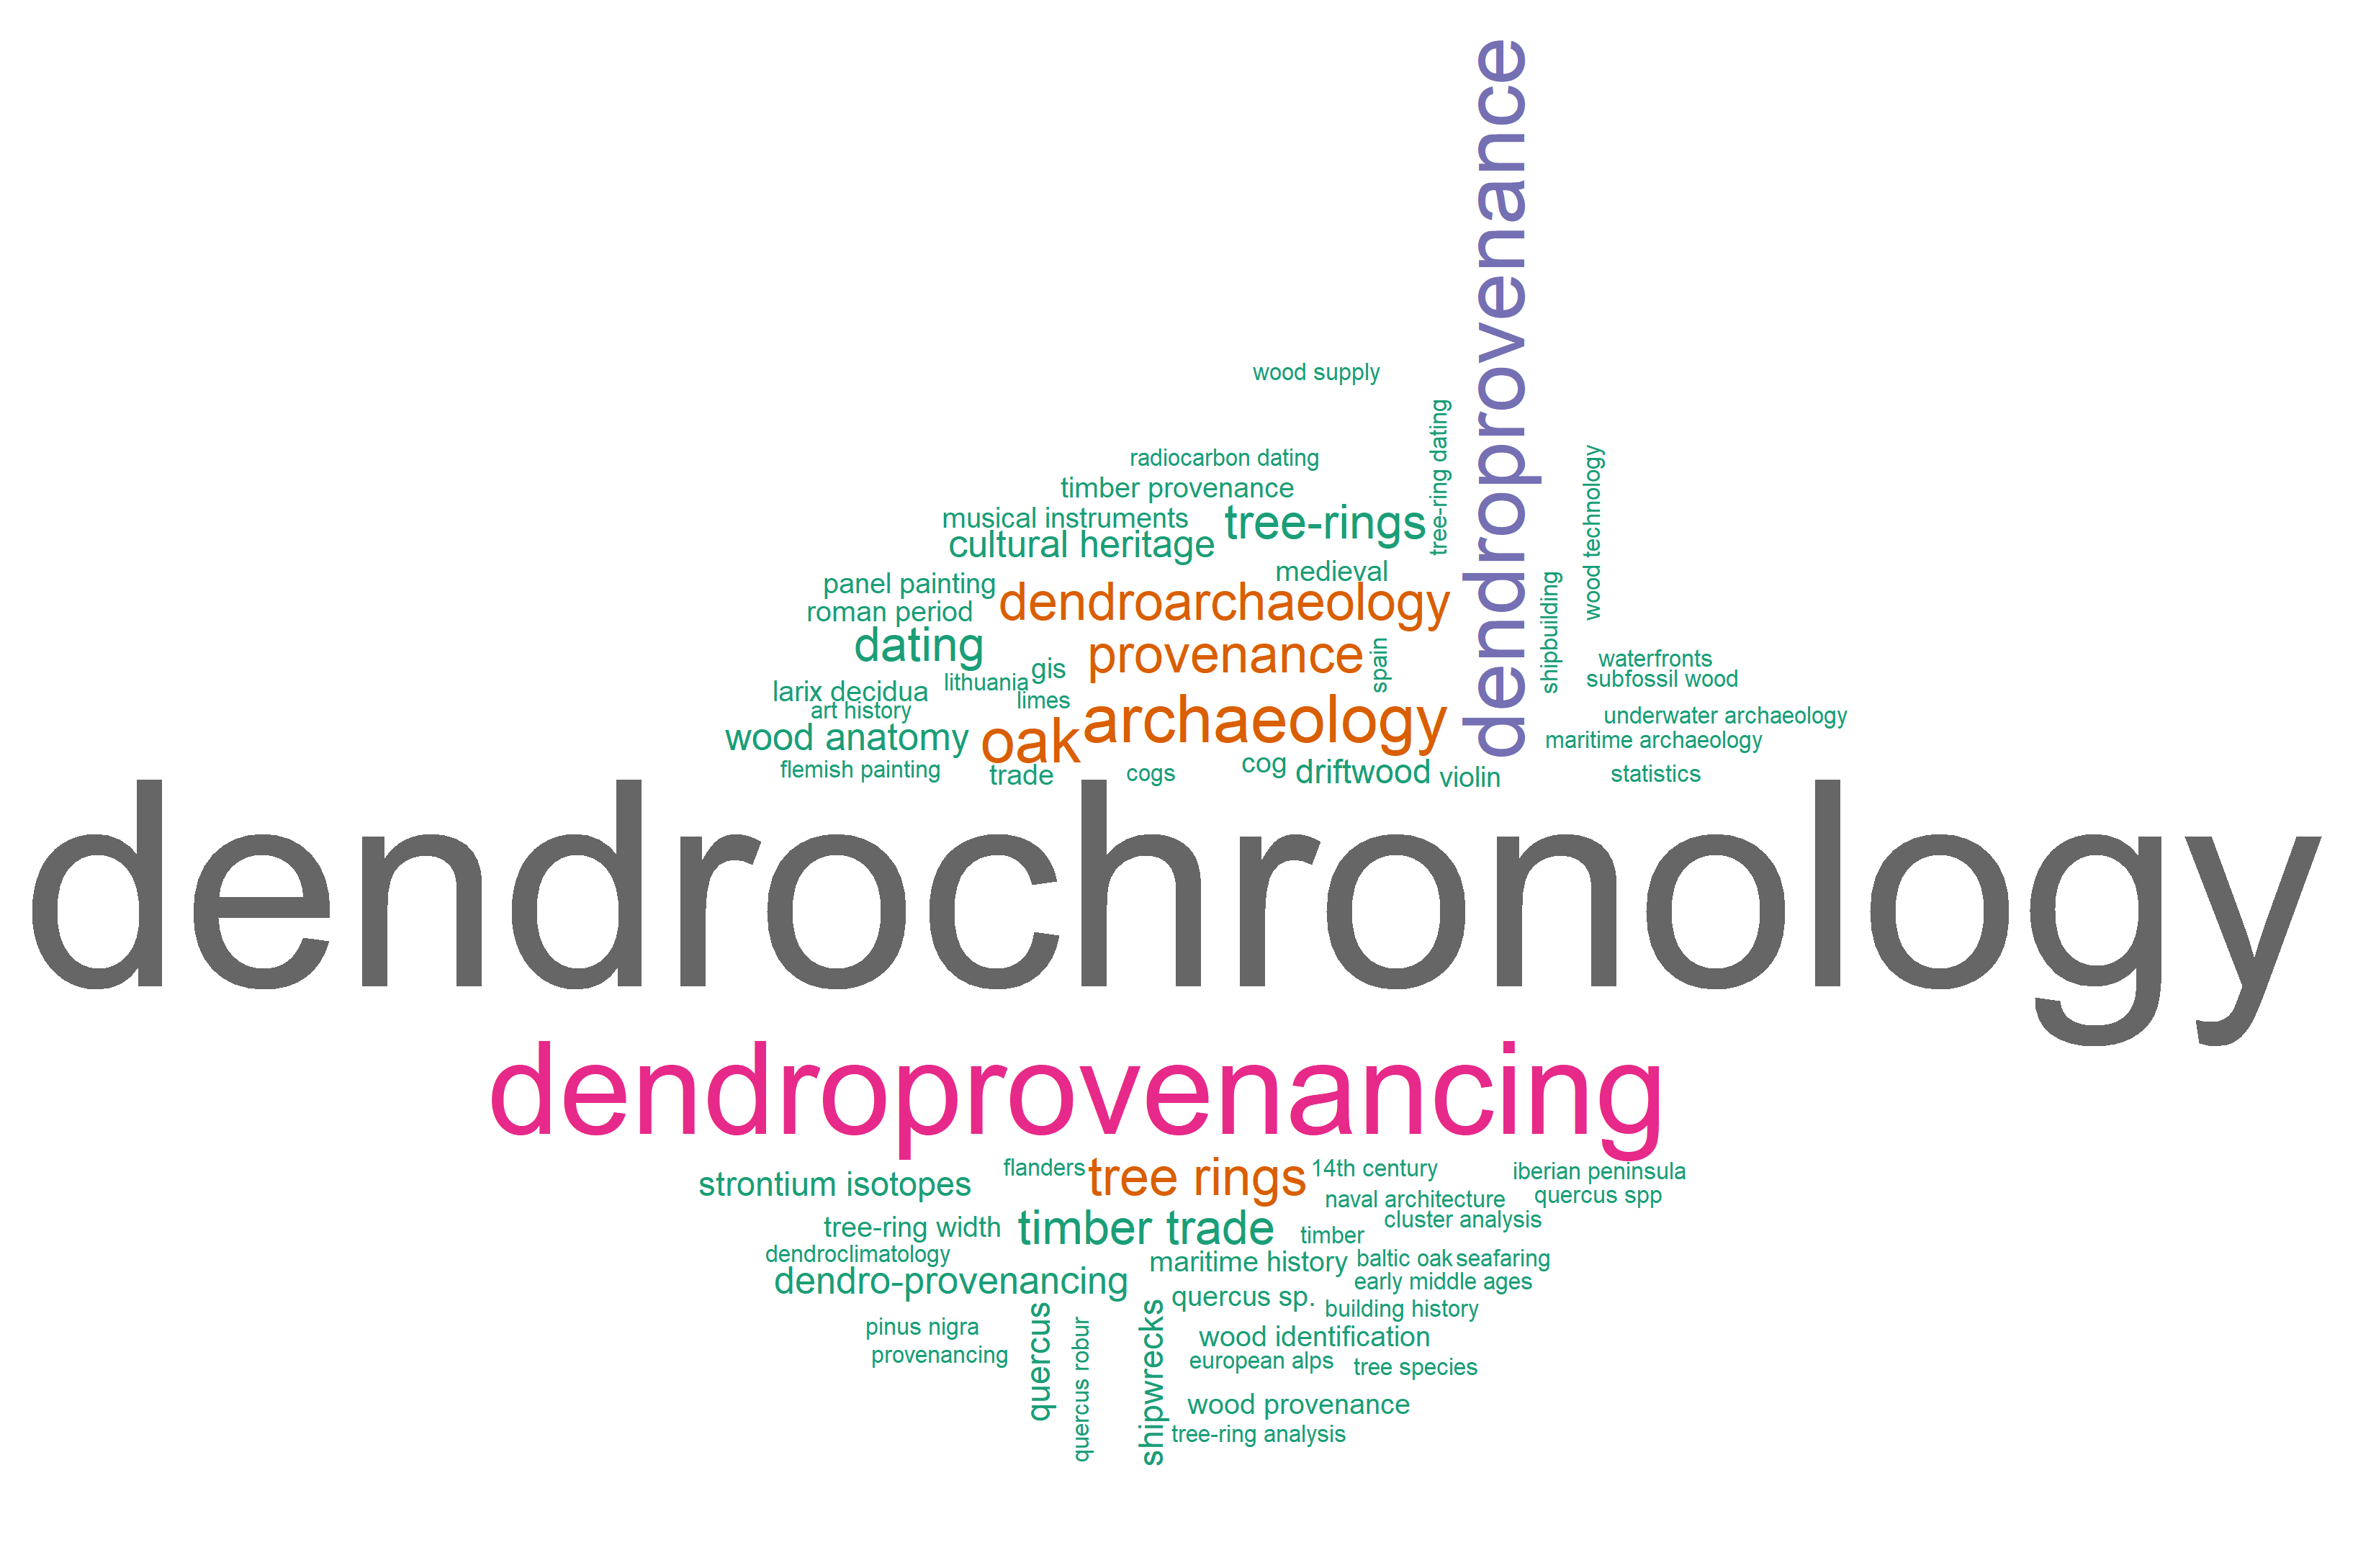 dendroprovenance
wood supply
tree-ring dating
radiocarbon dating
wood technology
timber provenance
musical instruments
tree-rings
cultural heritage
medieval
panel painting
dendroarchaeology
shipbuilding
roman period
dating
provenance
spain
gis
waterfronts
lithuania
subfossil wood
larix decidua
limes
art history
archaeology
underwater archaeology
wood anatomy
oak
maritime archaeology
flemish painting
trade
cogs
cog
driftwood
violin
statistics
dendrochronology
dendroprovenancing
strontium isotopes
flanders
tree rings
14th century
iberian peninsula
naval architecture
quercus spp
tree-ring width
timber trade
timber
cluster analysis
dendroclimatology
maritime history
baltic oak
seafaring
dendro-provenancing
early middle ages
quercus sp.
building history
pinus nigra
quercus
quercus robur
shipwrecks
wood identification
provenancing
european alps
tree species
wood provenance
tree-ring analysis